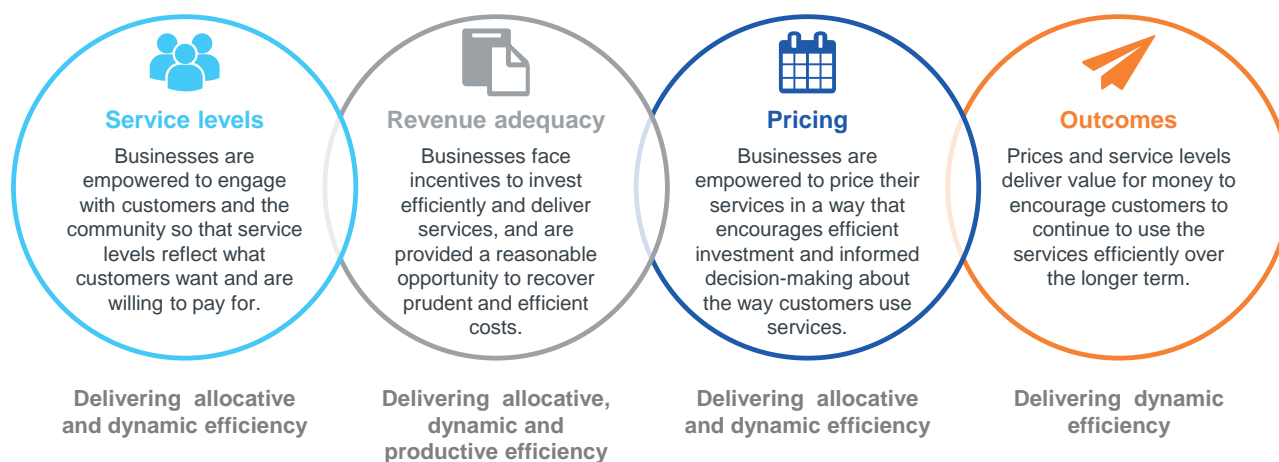 Service levels
Businesses are
empowered to engage
with customers and the
community so that service
levels reflect what
customers want and are
willing to pay for.
Delivering allocative
and dynamic efficiency
Revenue adequacy
Businesses face
incentives to invest
efficiently and deliver
services, and are
provided a reasonable
opportunity to recover
prudent and efficient
costs.
Delivering allocative,
dynamic and
productive efficiency
Pricing
Businesses are
empowered to price their
services in a way that
encourages efficient
investment and informed
decision-making about
the way customers use
services.
Delivering allocative
and dynamic efficiency
Outcomes
Prices and service levels
deliver value for money to
encourage customers to
continue to use the
services efficiently over
the longer term.
Delivering dynamic
efficiency